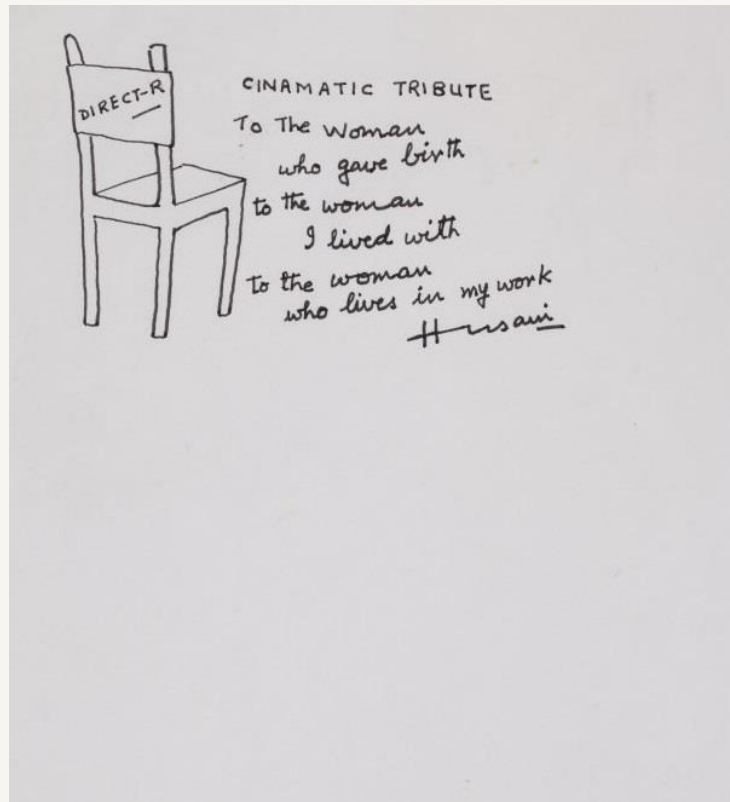 DIRECT-R
CINAMATIC TRIBUTE
To The Woman
who gave birth
to the woman
I lived with
To the woman
who lives in my work
Husain